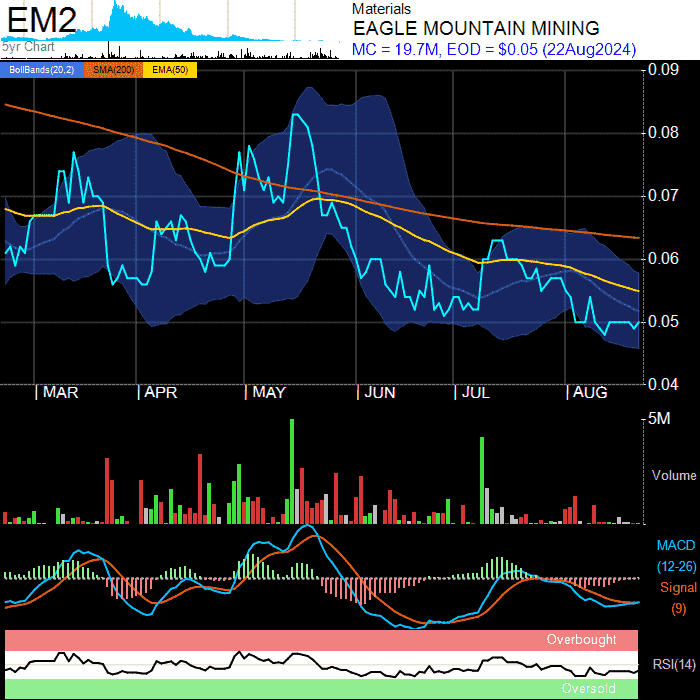 EM2
5yr Chart
Materials
EAGLE MOUNTAIN MINING
MC = 19.7M, EOD = $0.05 (22Aug2024)
BollBands(20,2) SMA(200) EMA(50)
0.09
0.08
0.07
0.06
0.05
0.04
MAR APR MAY JUN JUL AUG
5M
Volume
MACD
(12-26)
Signal
(9)
Overbought
RSI(14)
Oversold